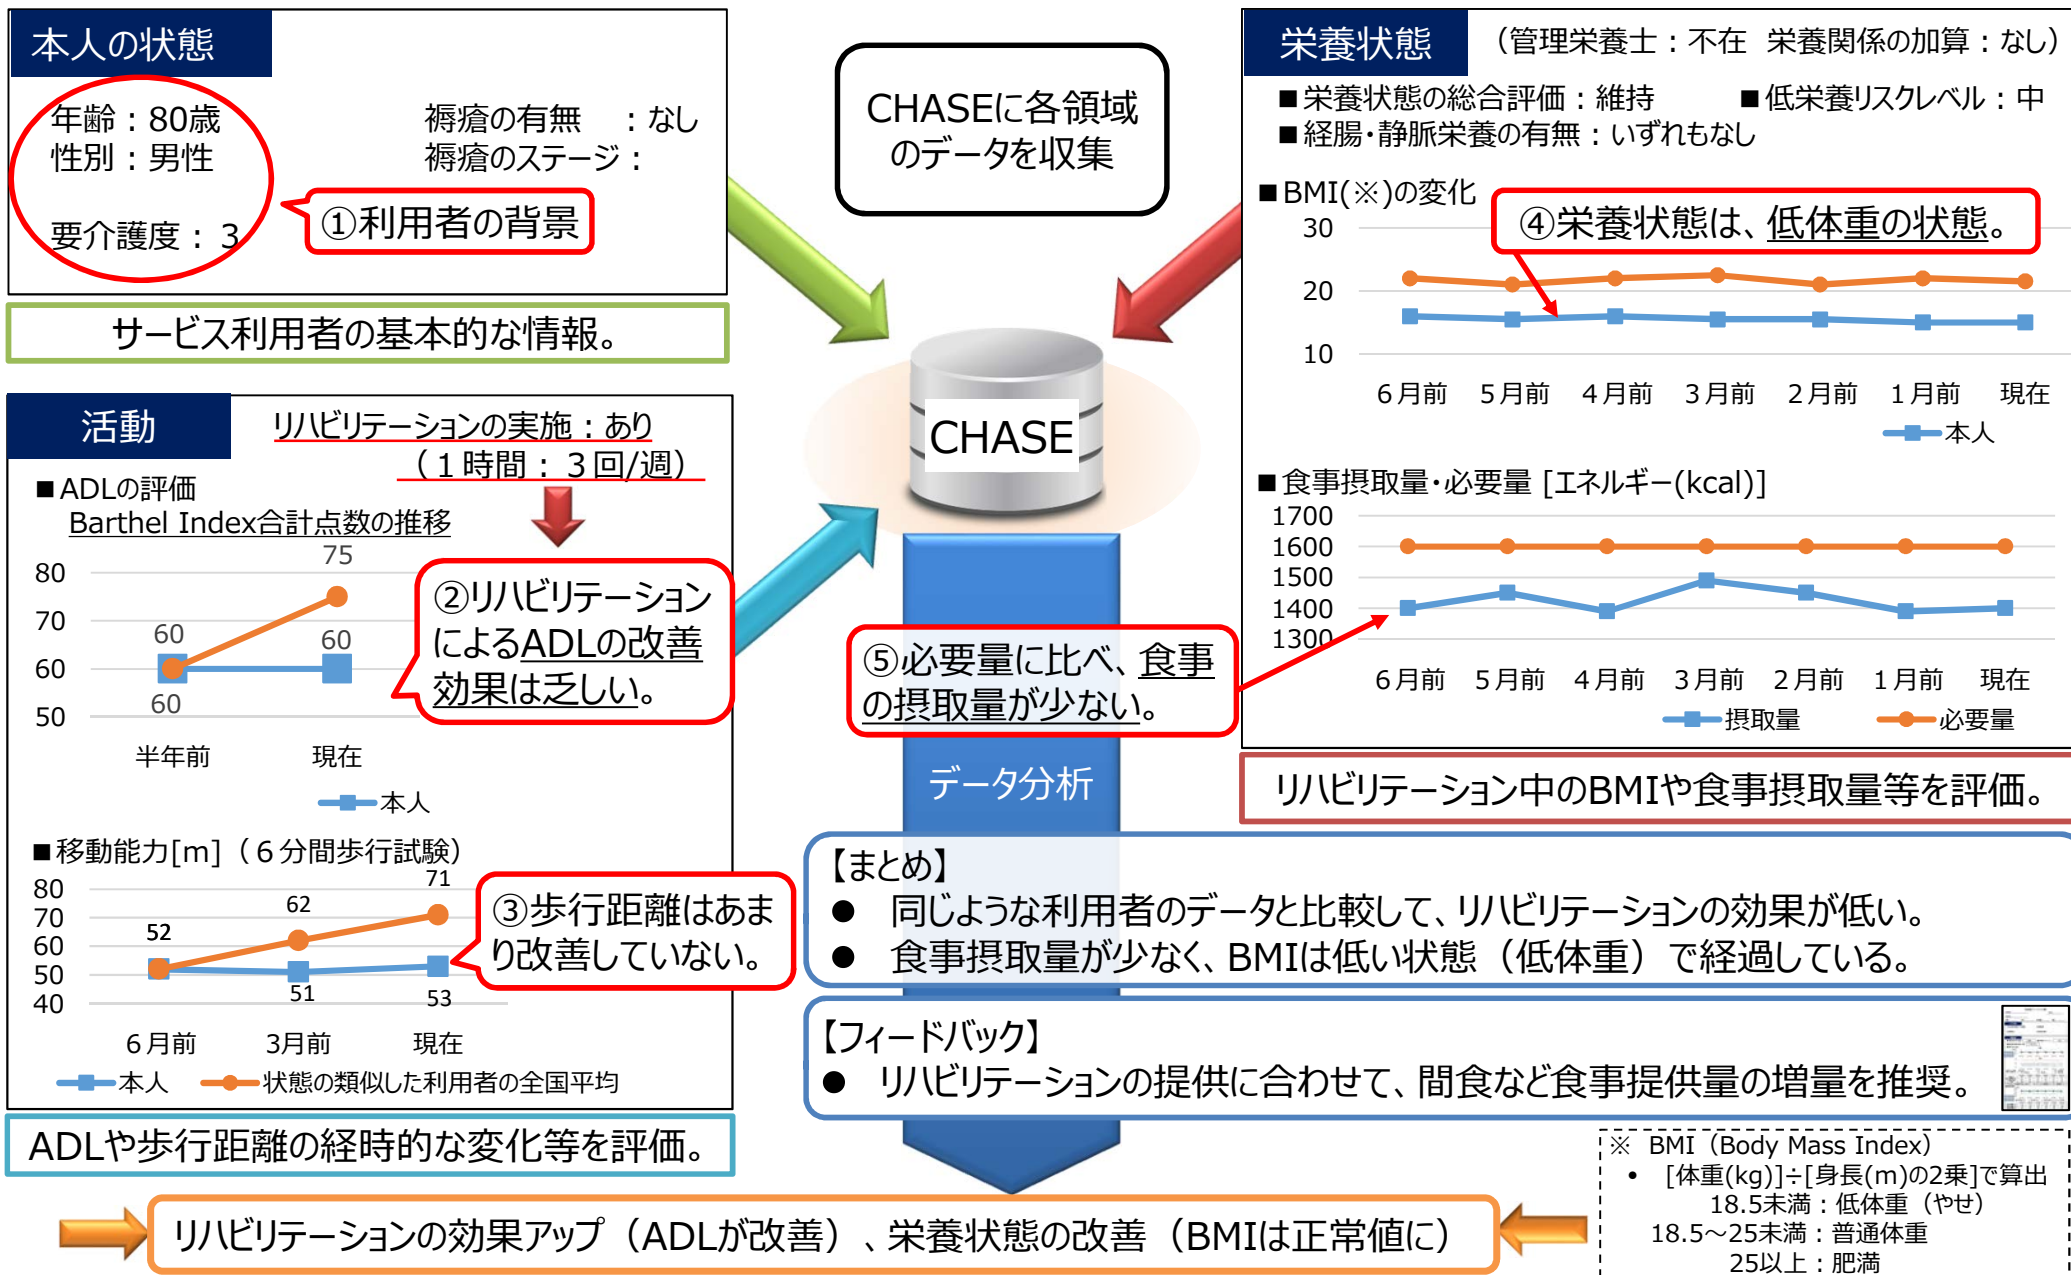 本人の状態
年齢：80歳
性別：男性
要介護度：3
褥瘡の有無　：なし
褥瘡のステージ：
①利用者の背景
サービス利用者の基本的な情報。
CHASEに各領域
のデータを収集
CHASE
栄養状態
（管理栄養士：不在 栄養関係の加算：なし）
■栄養状態の総合評価：維持
■低栄養リスクレベル：中
■経腸・静脈栄養の有無：いずれもなし
■BMI(※)の変化
④栄養状態は、低体重の状態。
30
20
10
６月前 ５月前 ４月前 ３月前 ２月前 １月前 現在
本人
■食事摂取量・必要量 [エネルギー(kcal)]
1700
1600
1500
1400
1300
６月前 ５月前 ４月前 ３月前 ２月前 １月前 現在
摂取量 必要量
⑤必要量に比べ、食事
の摂取量が少ない。
リハビリテーション中のBMIや食事摂取量等を評価。
活動
リハビリテーションの実施：あり
（１時間：３回/週）
■ADLの評価
Barthel Index合計点数の推移
80
70
60
50
75
60
60
60
半年前 現在
本人
②リハビリテーション
によるADLの改善
効果は乏しい。
■移動能力[m]（６分間歩行試験）
80
70
60
50
40
52
62
71
51
53
６月前 3月前 現在
本人 状態の類似した利用者の全国平均
③歩行距離はあま
り改善していない。
ADLや歩行距離の経時的な変化等を評価。
データ分析
【まとめ】
● 同じような利用者のデータと比較して、リハビリテーションの効果が低い。
● 食事摂取量が少なく、BMIは低い状態（低体重）で経過している。
【フィードバック】
● リハビリテーションの提供に合わせて、間食など食事提供量の増量を推奨。
リハビリテーションの効果アップ（ADLが改善）、栄養状態の改善（BMIは正常値に）
※ BMI（Body Mass Index）
• [体重(kg)]÷[身長(m)の2乗]で算出
18.5未満：低体重（やせ）
18.5～25未満：普通体重
25以上：肥満